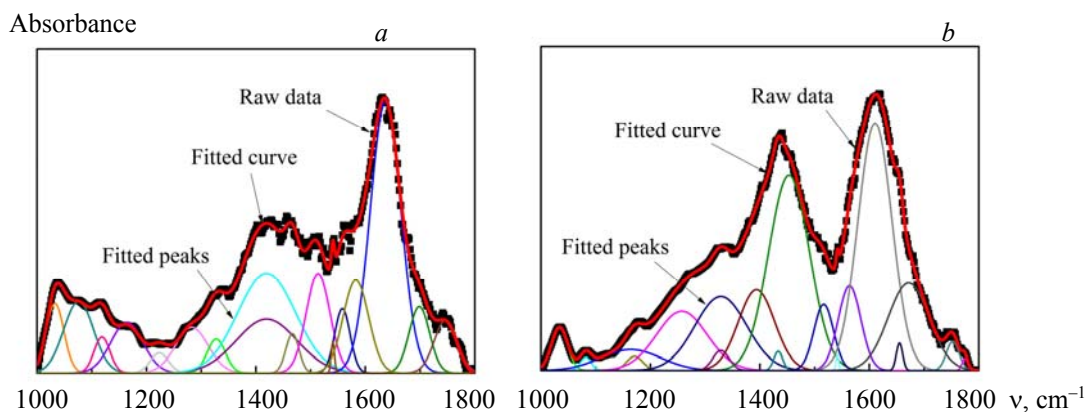 Absorbance
a
b
Raw data
Fitted curve
Fitted peaks
Raw data
Fitted curve
Fitted peaks
1000 1200 1400 1600 1800
1000 1200 1400 1600 1800 ν, cm⁻¹